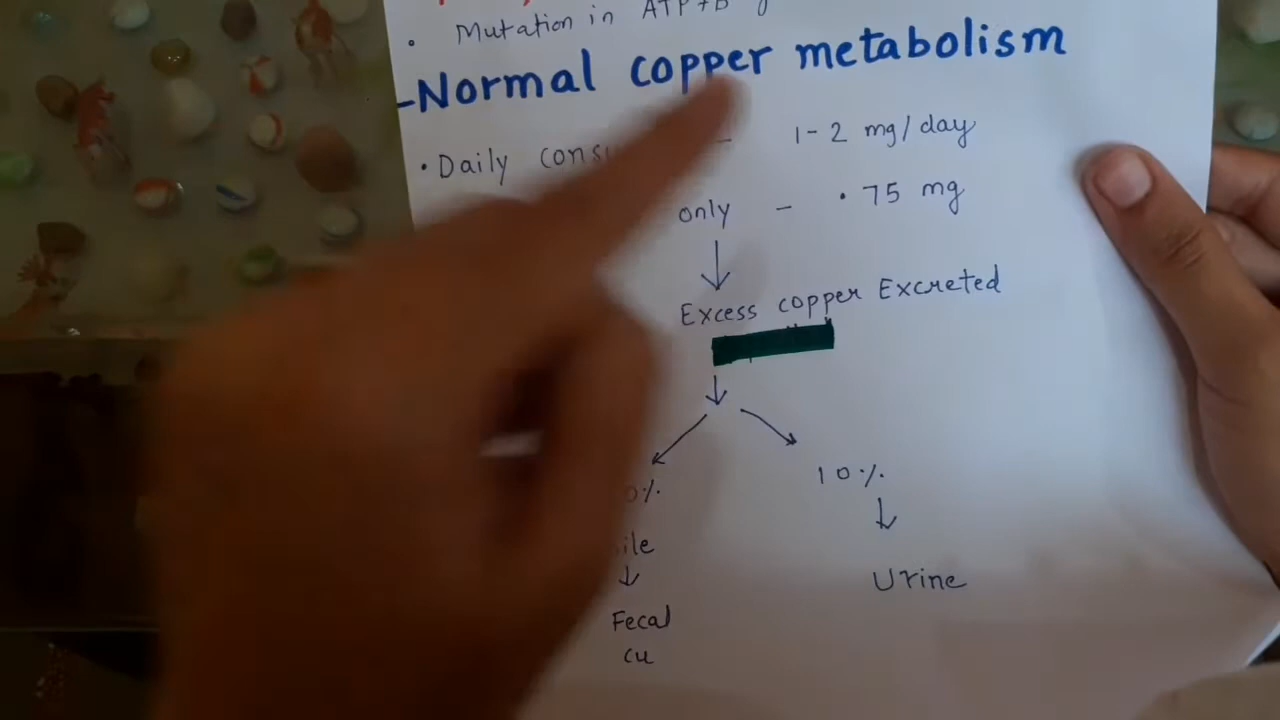 • Mutation in ATP7B
-Normal copper metabolism
• Daily - 1-2 mg/day
only - .75 mg
Excess copper Excreted
10%
Fecal Urine
cu